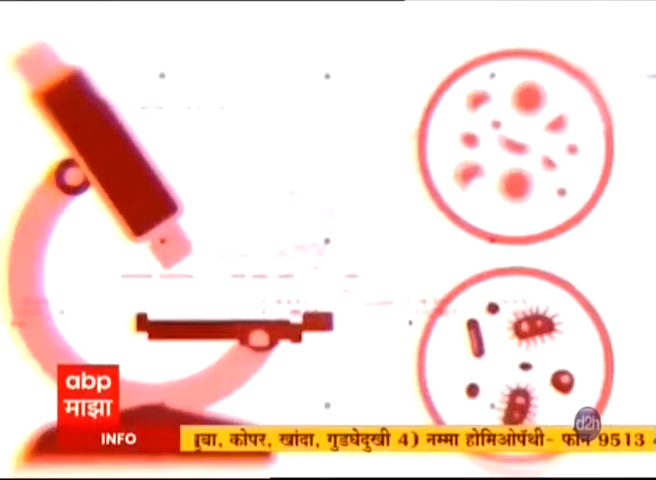 abp
माझा
INFO
कोपर, खांदा, गुडघेदुखी 4) नम्मा होमिओपॅथी- फोन 9513
d2h